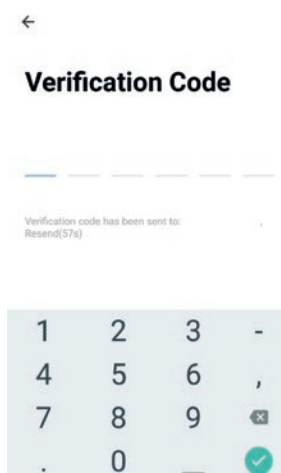 Verification Code
Verification code has been sent to:
Resend(57s)
1 2 3 -
4 5 6 ,
7 8 9
. 0 _